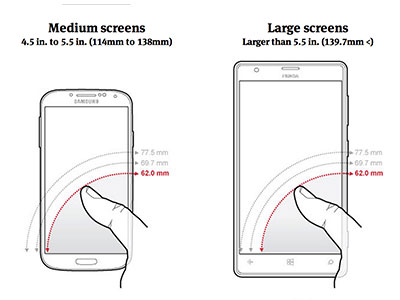 Medium screens
4.5 in. to 5.5 in. (114mm to 138mm)
SAMSUNG
77.5 mm
69.7 mm
62.0 mm
Large screens
Larger than 5.5 in. (139.7mm <)
NOKIA
77.5 mm
69.7 mm
62.0 mm